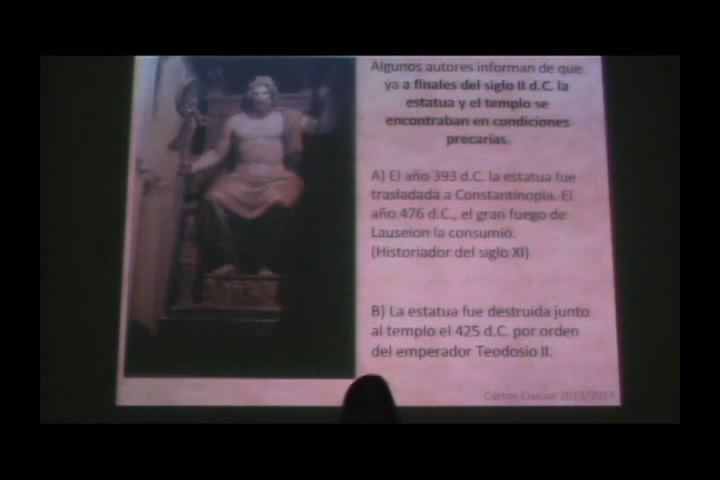 Algunos autores informan de que
ya a finales del siglo II d.C. la
estatua y el templo se
encontraban en condiciones
precarias.
A) El año 393 d.C. la estatua fue
trasladada a Constantinopla. El
año 476 d.C., el gran fuego de
Lauseion la consumió.
(Historiador del siglo XI)
B) La estatua fue destruida junto
al templo el 425 d.C. por orden
del emperador Teodosio II.
2013/2014